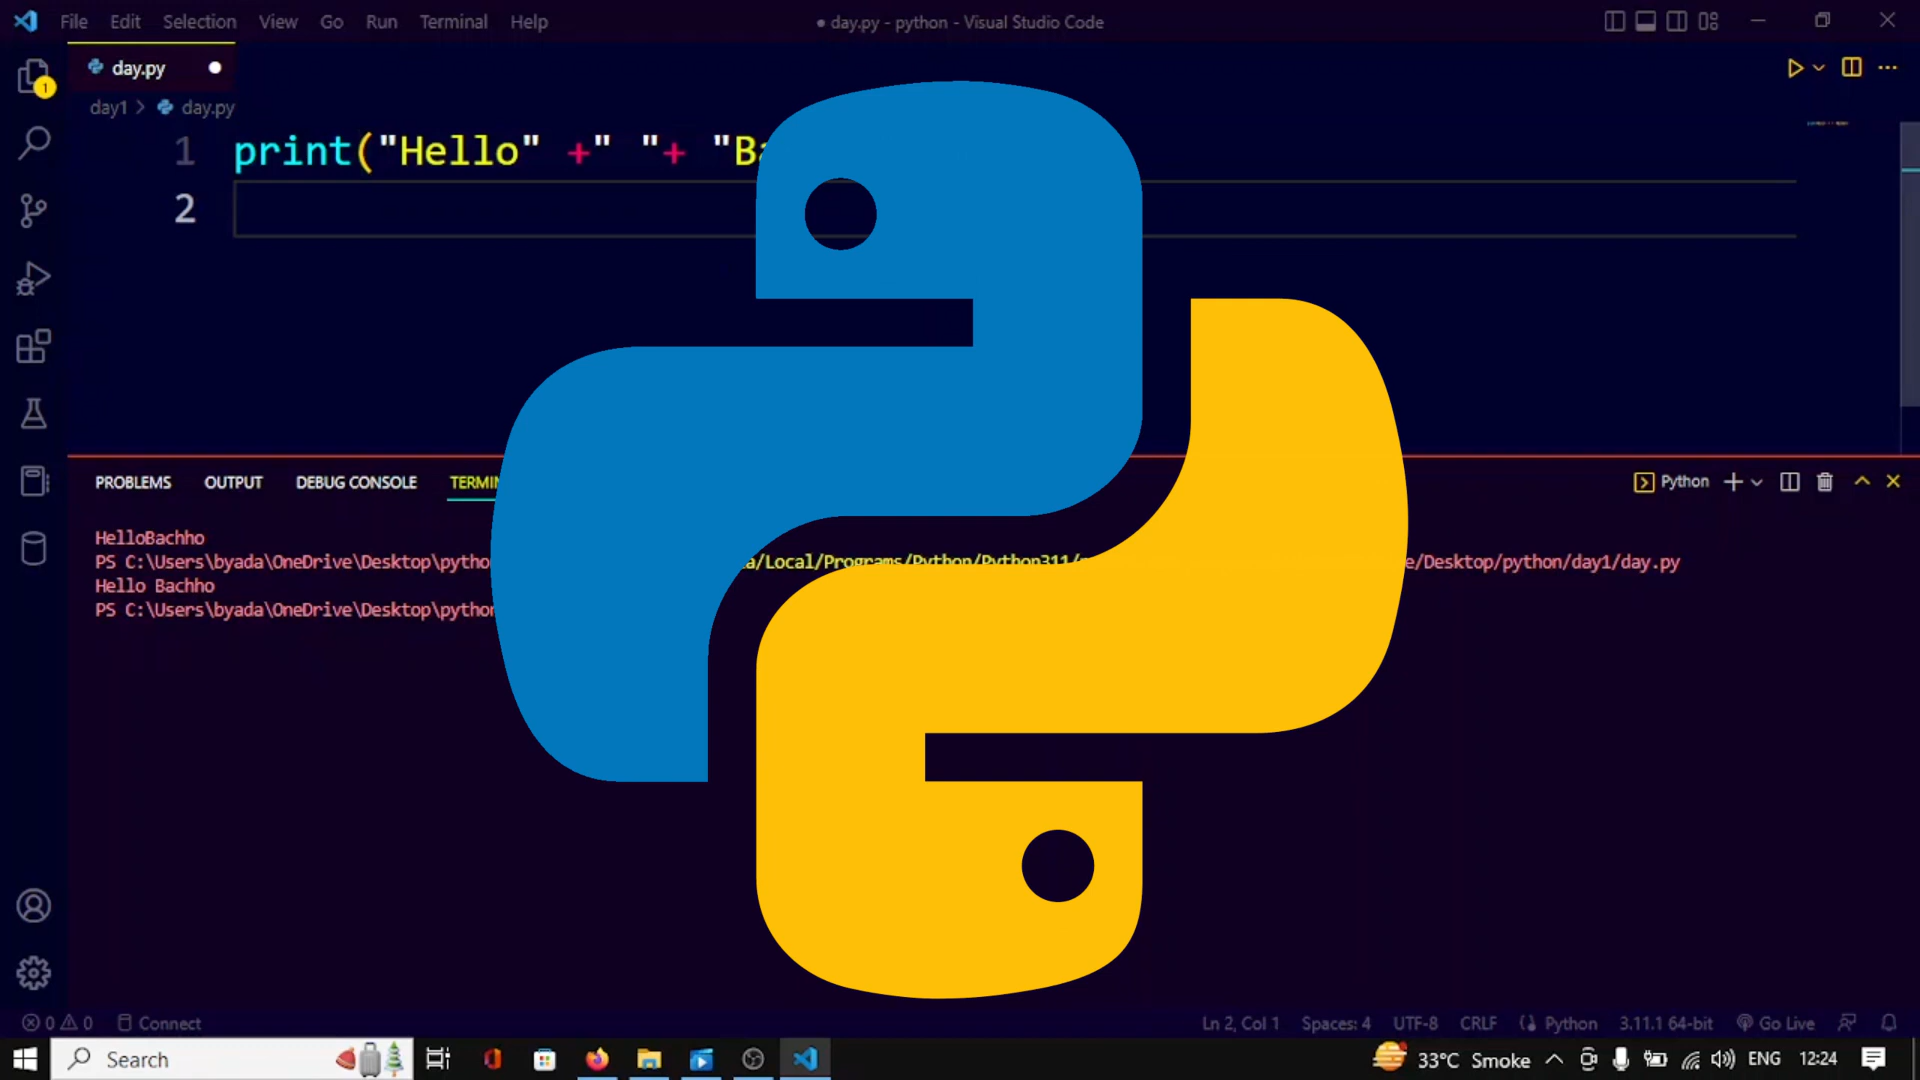 File Edit Selection View Go Run Terminal Help
● day.py - python - Visual Studio Code
day.py
1
day1 > day.py
1 print("Hello" +" "+ "Ba
2
PROBLEMS OUTPUT DEBUG CONSOLE
Python
HelloBachho
PS C:\Users\byada\OneDrive\Desktop\pytho a/Local/Programs/Python/Python311/ e/Desktop/python/day1/day.py
Hello Bachho
PS C:\Users\byada\OneDrive\Desktop\python
0 0 Connect
Ln 2, Col 1 Spaces: 4 UTF-8 CRLF Python 3.11.1 64-bit Go Live
Search
33°C Smoke ENG 12:24